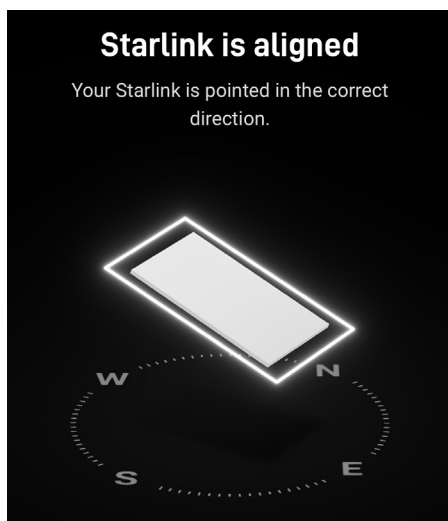 Starlink is aligned
Your Starlink is pointed in the correct
direction.
W
N
S
E